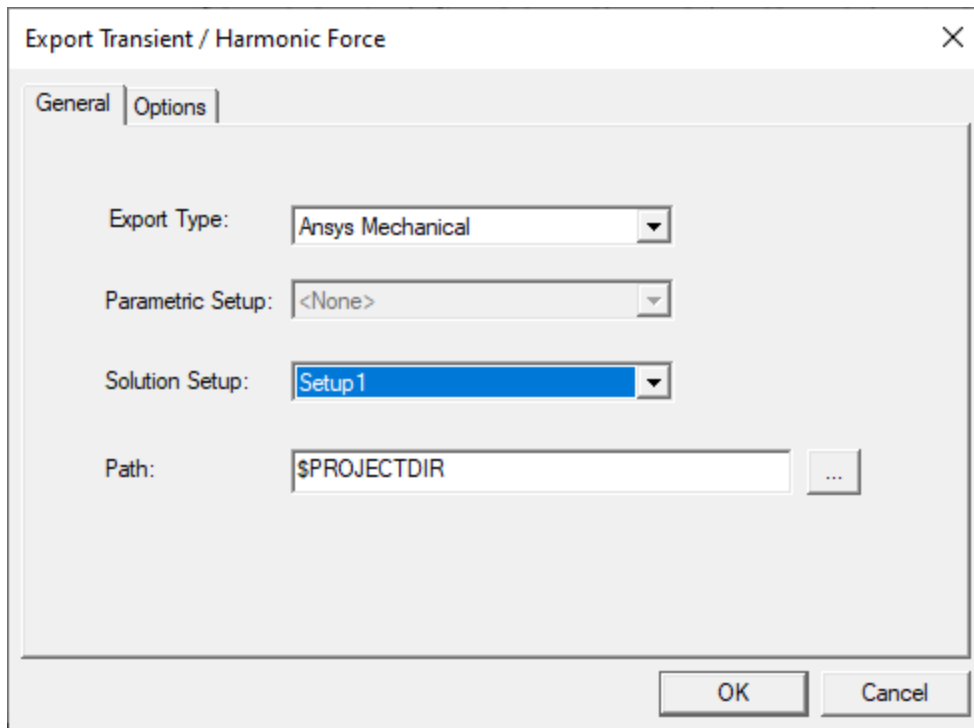 Export Transient / Harmonic Force
General Options
Export Type: Ansys Mechanical
Parametric Setup: <None>
Solution Setup: Setup1
Path: $PROJECTDIR ...
OK Cancel